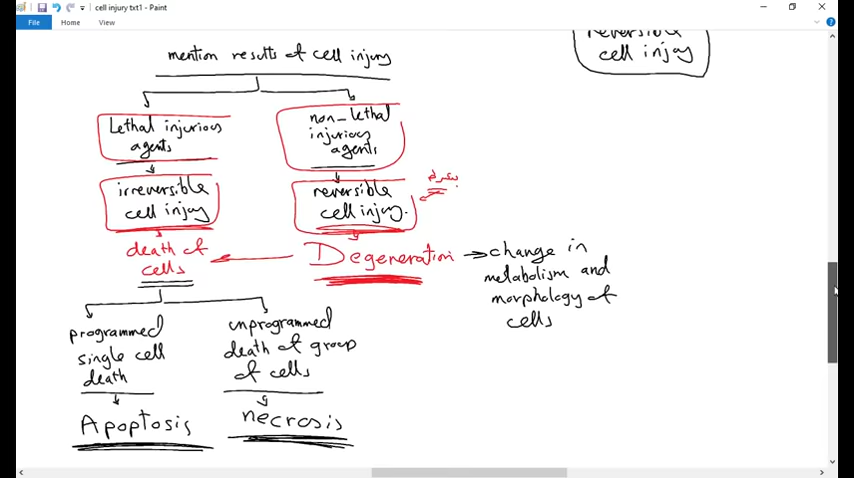 cell injury txt1 - Paint
File Home View
reversible
cell injury
mention results of cell injury
Lethal injurious
agents
non-lethal
injurious
agents
irreversible
cell injury
reversible
cell injury.
death of
cells
Degeneration
change in
metabolism and
morphology of
cells
programmed
single cell
death
unprogrammed
death of group
of cells
Apoptosis
necrosis